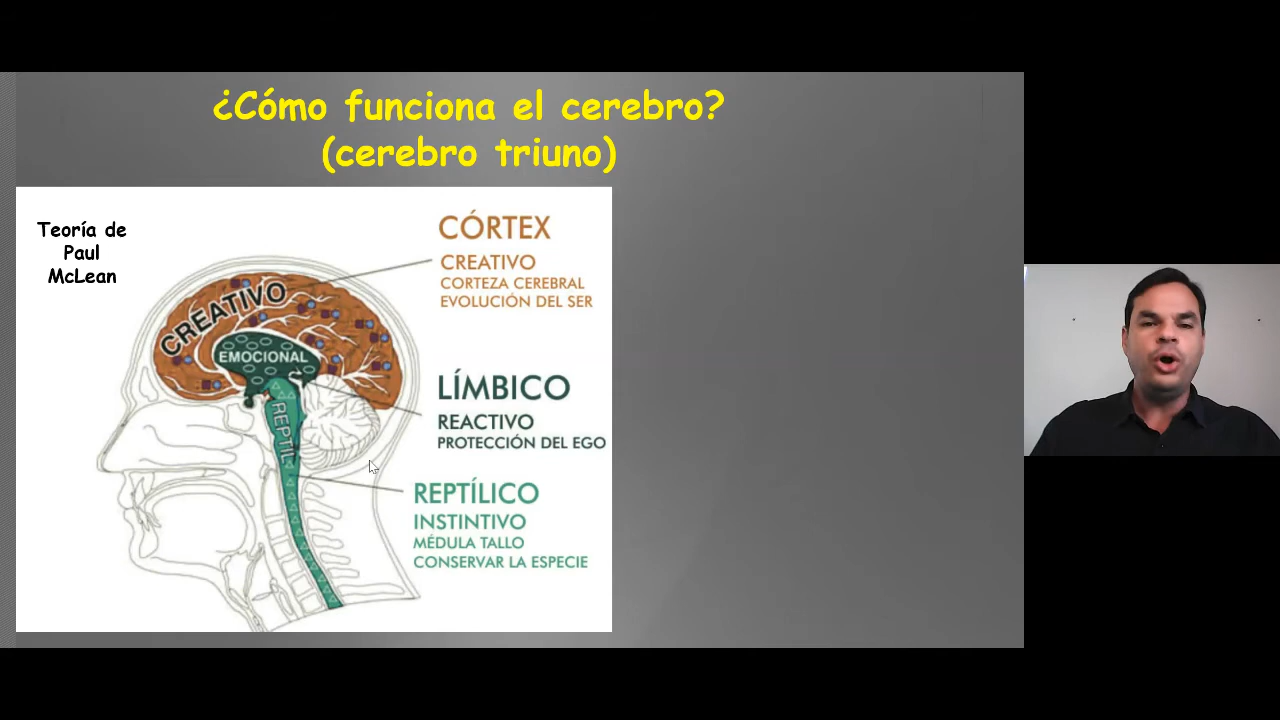 ¿Cómo funciona el cerebro?
(cerebro triuno)
Teoría de
Paul
McLean
CÓRTEX
CREATIVO
CORTEZA CEREBRAL
EVOLUCIÓN DEL SER
CREATIVO
EMOCIONAL
REPTIL
LÍMBICO
REACTIVO
PROTECCIÓN DEL EGO
REPTÍLICO
INSTINTIVO
MÉDULA TALLO
CONSERVAR LA ESPECIE